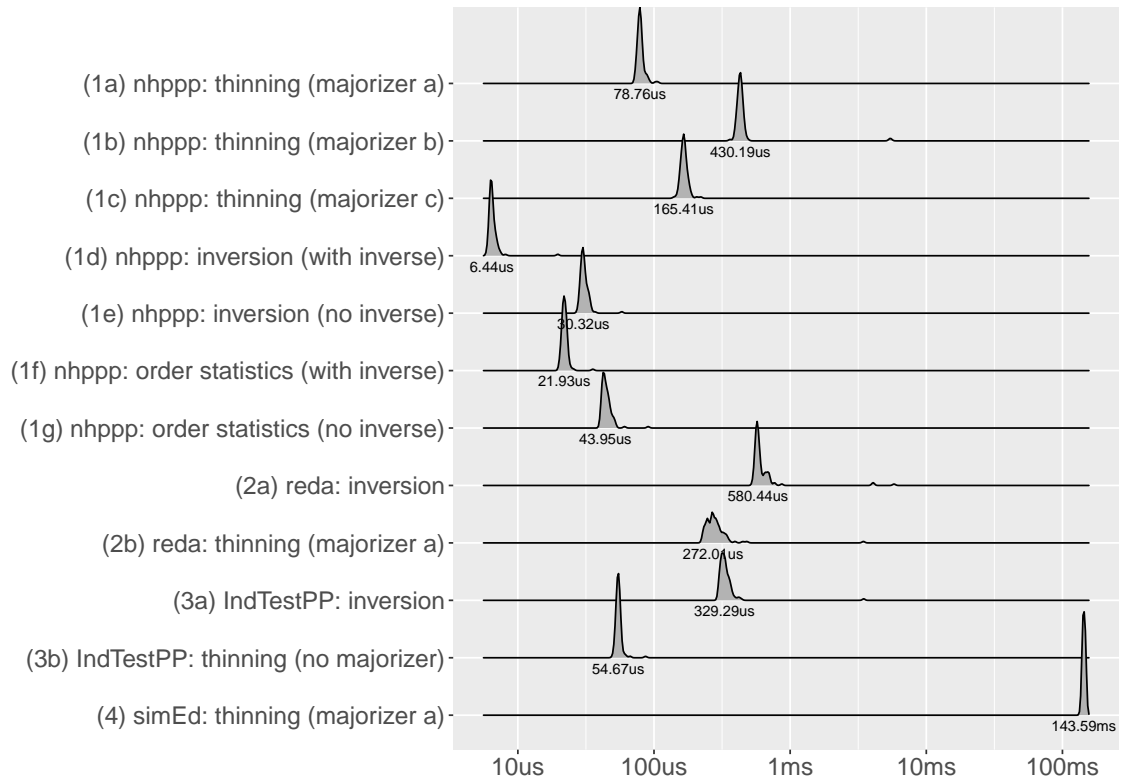 (1a) nhppp: thinning (majorizer a)
78.76us
(1b) nhppp: thinning (majorizer b)
430.19us
(1c) nhppp: thinning (majorizer c)
165.41us
(1d) nhppp: inversion (with inverse)
6.44us
(1e) nhppp: inversion (no inverse)
30.32us
(1f) nhppp: order statistics (with inverse)
21.93us
(1g) nhppp: order statistics (no inverse)
43.95us
(2a) reda: inversion
580.44us
(2b) reda: thinning (majorizer a)
272.01us
(3a) IndTestPP: inversion
329.29us
(3b) IndTestPP: thinning (no majorizer)
54.67us
(4) simEd: thinning (majorizer a)
143.59ms
10us 100us 1ms 10ms 100ms